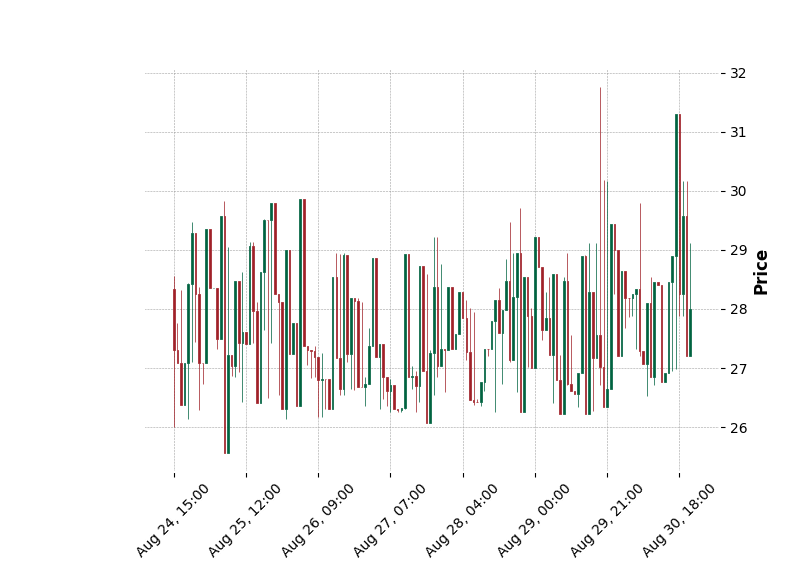 32
31
30
29
28
27
26
Price
Aug 24, 15:00
Aug 25, 12:00
Aug 26, 09:00
Aug 27, 07:00
Aug 28, 04:00
Aug 29, 00:00
Aug 29, 21:00
Aug 30, 18:00